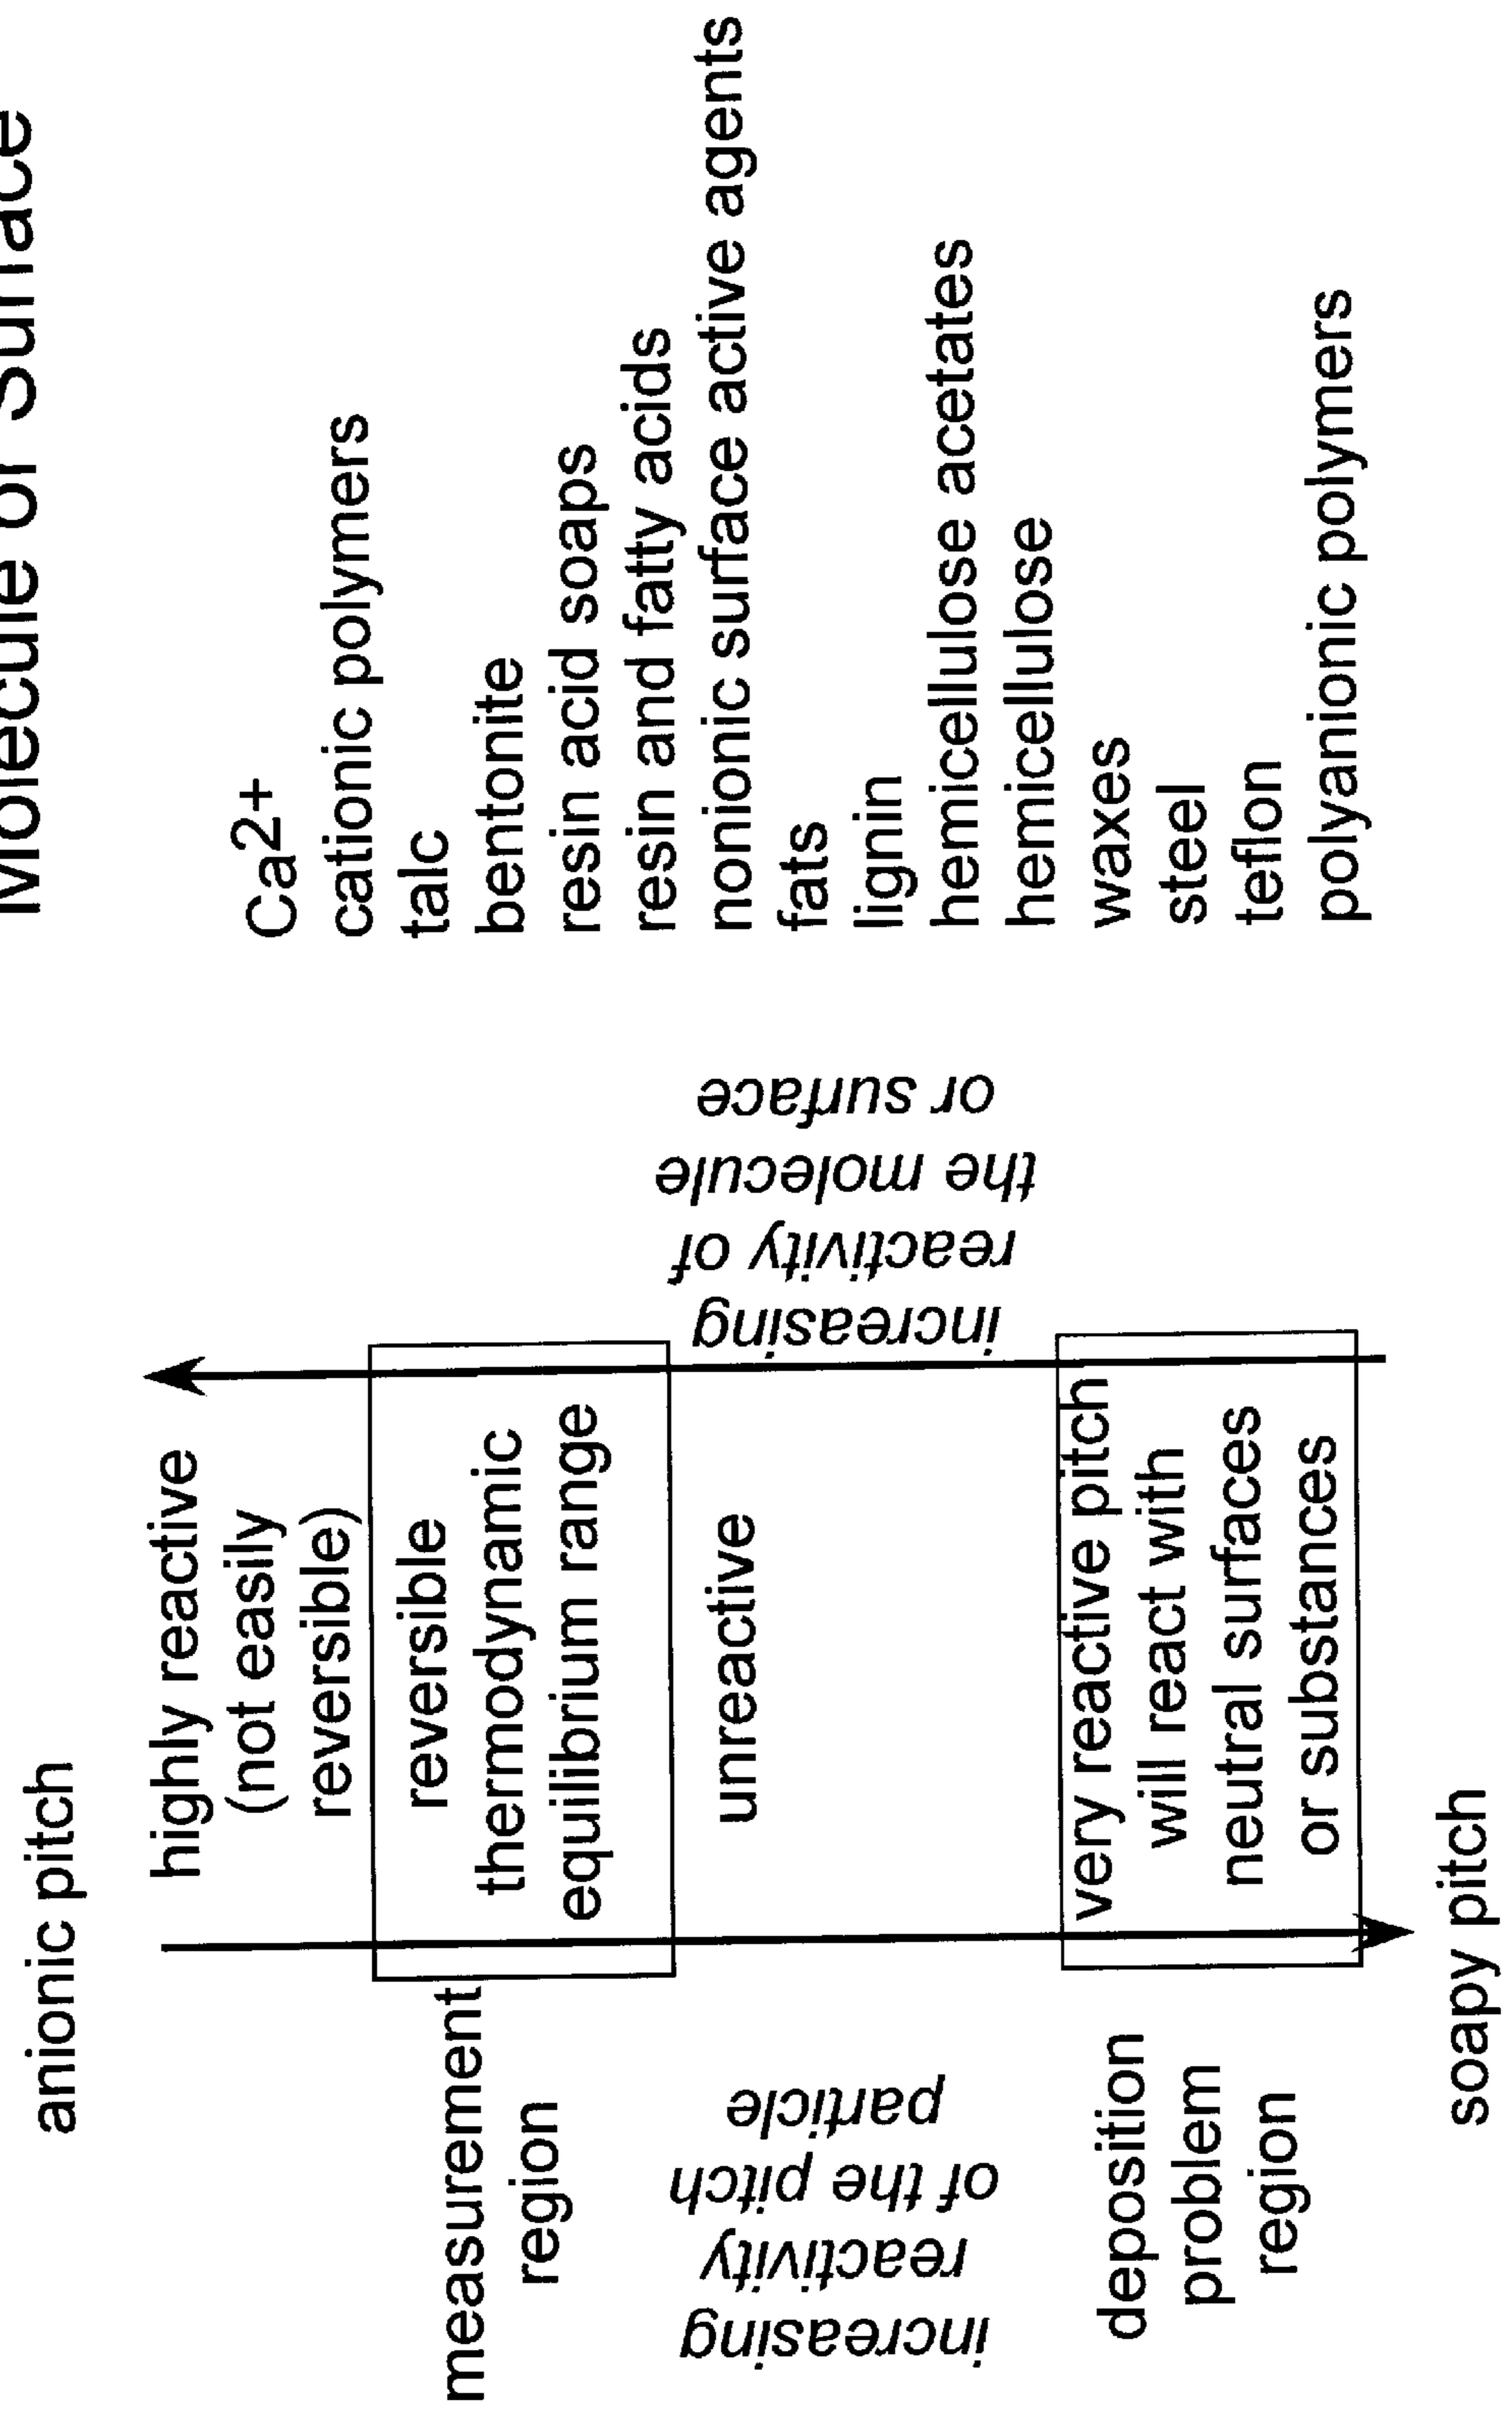 Molecule or Surface
anionic pitch
highly reactive
(not easily
reversible)
measurement
region
reversible
thermodynamic
equilibrium range
increasing
reactivity
of the pitch
particle
unreactive
increasing
reactivity of
the molecule
or surface
deposition
problem
region
very reactive pitch
will react with
neutral surfaces
or substances
soapy pitch
Ca2+
cationic polymers
talc
bentonite
resin acid soaps
resin and fatty acids
nonionic surface active agents
fats
lignin
hemicellulose acetates
hemicellulose
waxes
steel
teflon
polyanionic polymers